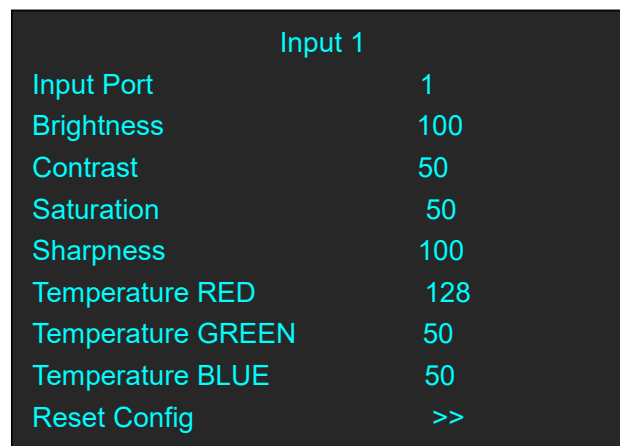 Input 1
Input Port 1
Brightness 100
Contrast 50
Saturation 50
Sharpness 100
Temperature RED 128
Temperature GREEN 50
Temperature BLUE 50
Reset Config >>